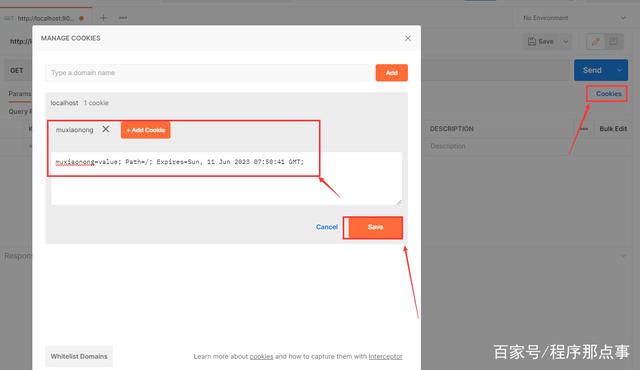 GET http://localhost:80...
No Environment
http://l
Save
MANAGE COOKIES
GET
Send
Type a domain name
Add
Params
Cookies
localhost 1 cookie
Query P
muxiaonong
+ Add Cookie
K
DESCRIPTION
Bulk Edit
Description
muxiaonong=value; Path=/; Expires=Sun, 11 Jun 2023 07:50:41 GMT;
Cancel
Save
Respon
Whitelist Domains
Learn more about cookies and how to capture them with Interceptor
百家号/程序那点事